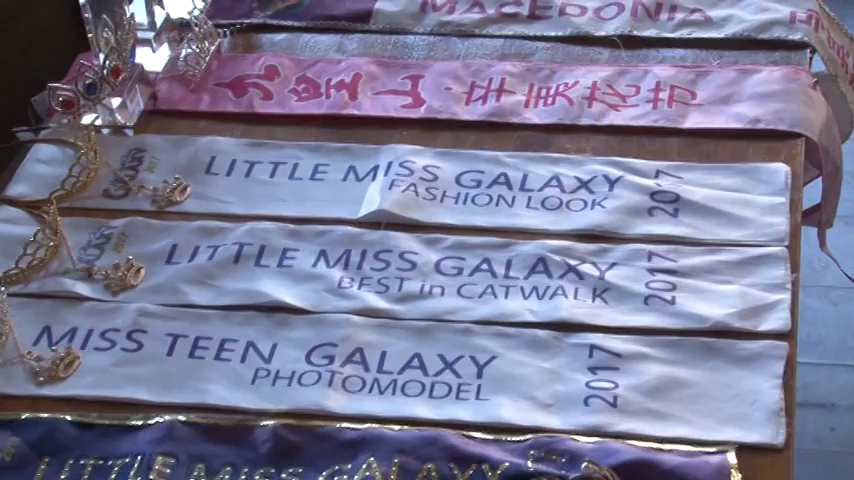 MACEDONIA
LITTLE MISS GALAXY
FASHION LOOK
2017
LITTLE MISS GALAXY
BEST in CATWALK
2017
MISS TEEN GALAXY
PHOTOMODEL
2017
LITTLE MISS GALAXY